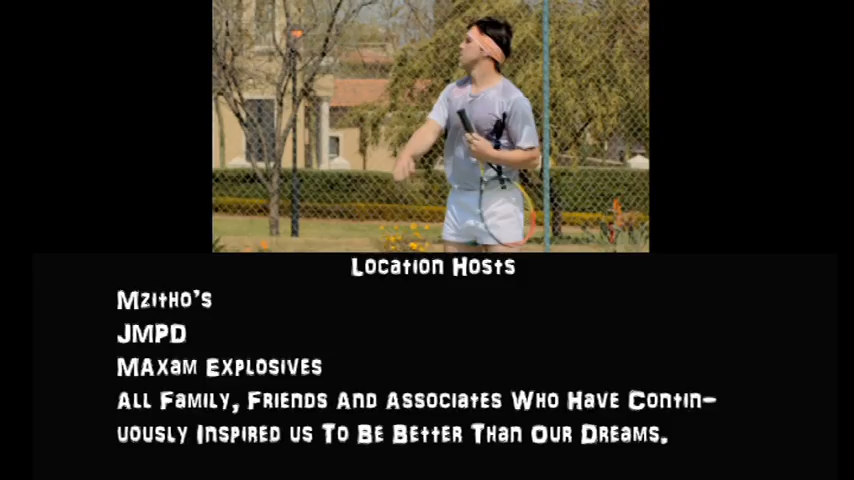 Location Hosts
Mzitho's
JMPD
Maxam Explosives
All Family, Friends And Associates Who Have Contin-
uously Inspired us To Be Better Than Our Dreams.